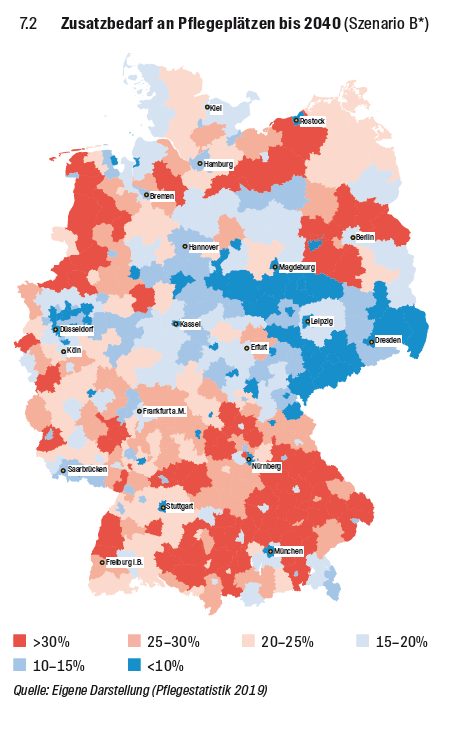 7.2 Zusatzbedarf an Pflegeplätzen bis 2040 (Szenario B*)
Kiel
Rostock
Hamburg
Bremen
Berlin
Hannover
Magdeburg
Düsseldorf
Kassel
Leipzig
Dresden
Köln
Erfurt
Frankfurt a. M.
Saarbrücken
Nürnberg
Stuttgart
München
Freiburg i. B.
>30% 25–30% 20–25% 15–20%
10–15% <10%
Quelle: Eigene Darstellung (Pflegestatistik 2019)